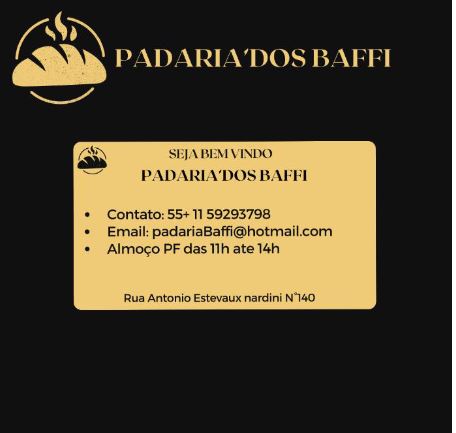 PADARIA'DOS BAFFI
SEJA BEM VINDO
PADARIA'DOS BAFFI
• Contato: 55+ 11 59293798
• Email: padariaBaffi@hotmail.com
• Almoço PF das 11h ate 14h
Rua Antonio Estevaux nardini N°140